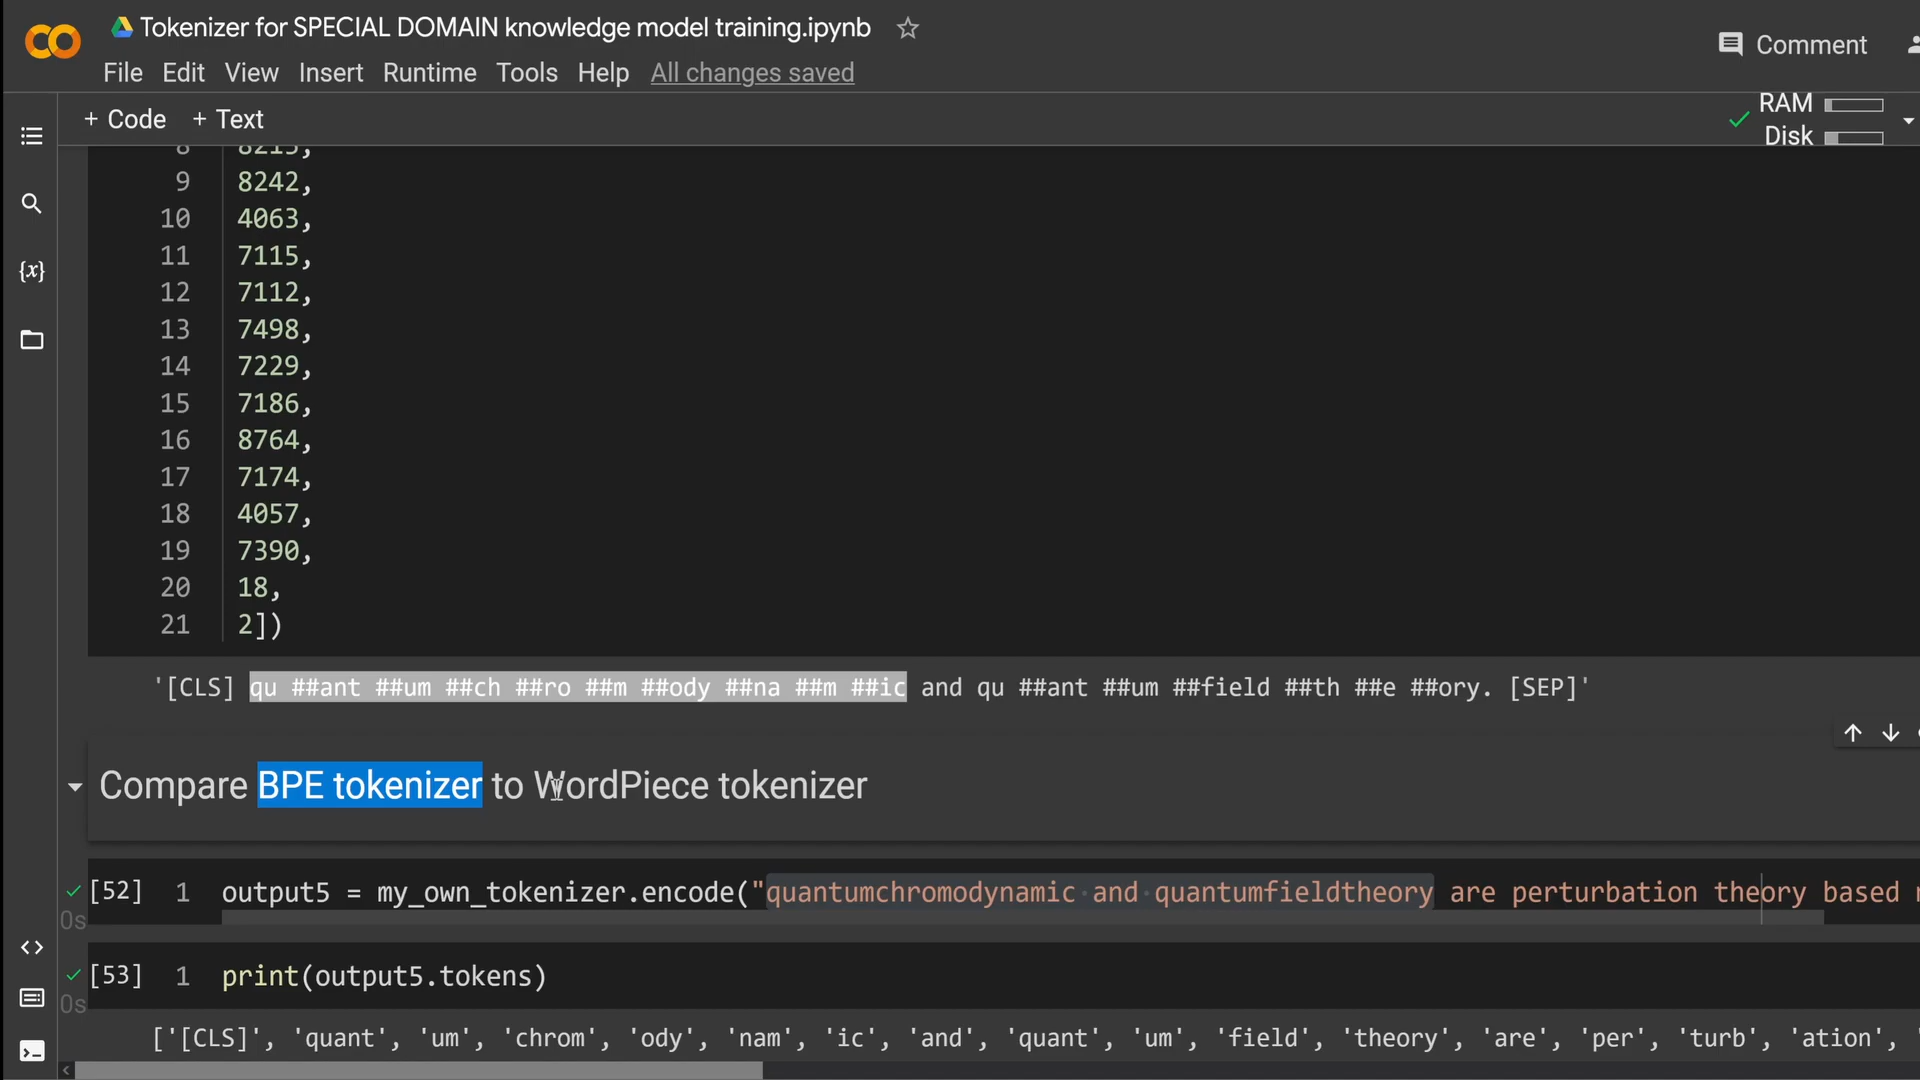 Tokenizer for SPECIAL DOMAIN knowledge model training.ipynb
Comment
File Edit View Insert Runtime Tools Help All changes saved
+ Code + Text
RAM
Disk
8 8215,
9 8242,
10 4063,
11 7115,
12 7112,
13 7498,
14 7229,
15 7186,
16 8764,
17 7174,
18 4057,
19 7390,
20 18,
21 2])
'[CLS] qu ##ant ##um ##ch ##ro ##m ##ody ##na ##m ##ic and qu ##ant ##um ##field ##th ##e ##ory. [SEP]'
Compare BPE tokenizer to WordPiece tokenizer
[52] 1 output5 = my_own_tokenizer.encode("quantumchromodynamic and quantumfieldtheory are perturbation theory based
0s
[53] 1 print(output5.tokens)
0s
['[CLS]', 'quant', 'um', 'chrom', 'ody', 'nam', 'ic', 'and', 'quant', 'um', 'field', 'theory', 'are', 'per', 'turb', 'ation',